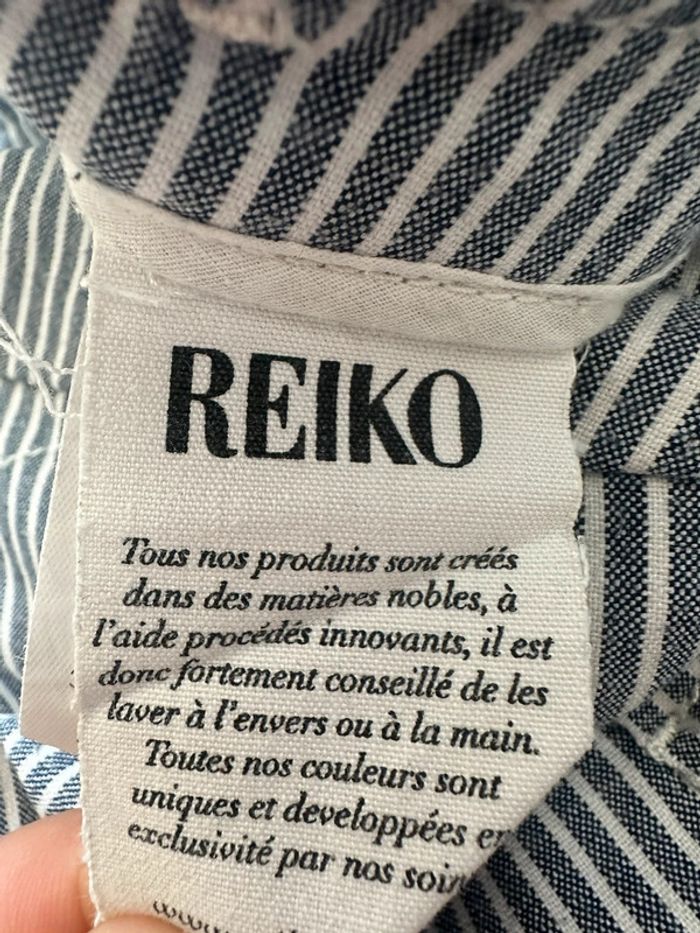 REIKO
Tous nos produits sont créés
dans des matières nobles, à
l'aide procédés innovants, il est
donc fortement conseillé de les
laver à l'envers ou à la main.
Toutes nos couleurs sont
uniques et developpées
exclusivité par nos